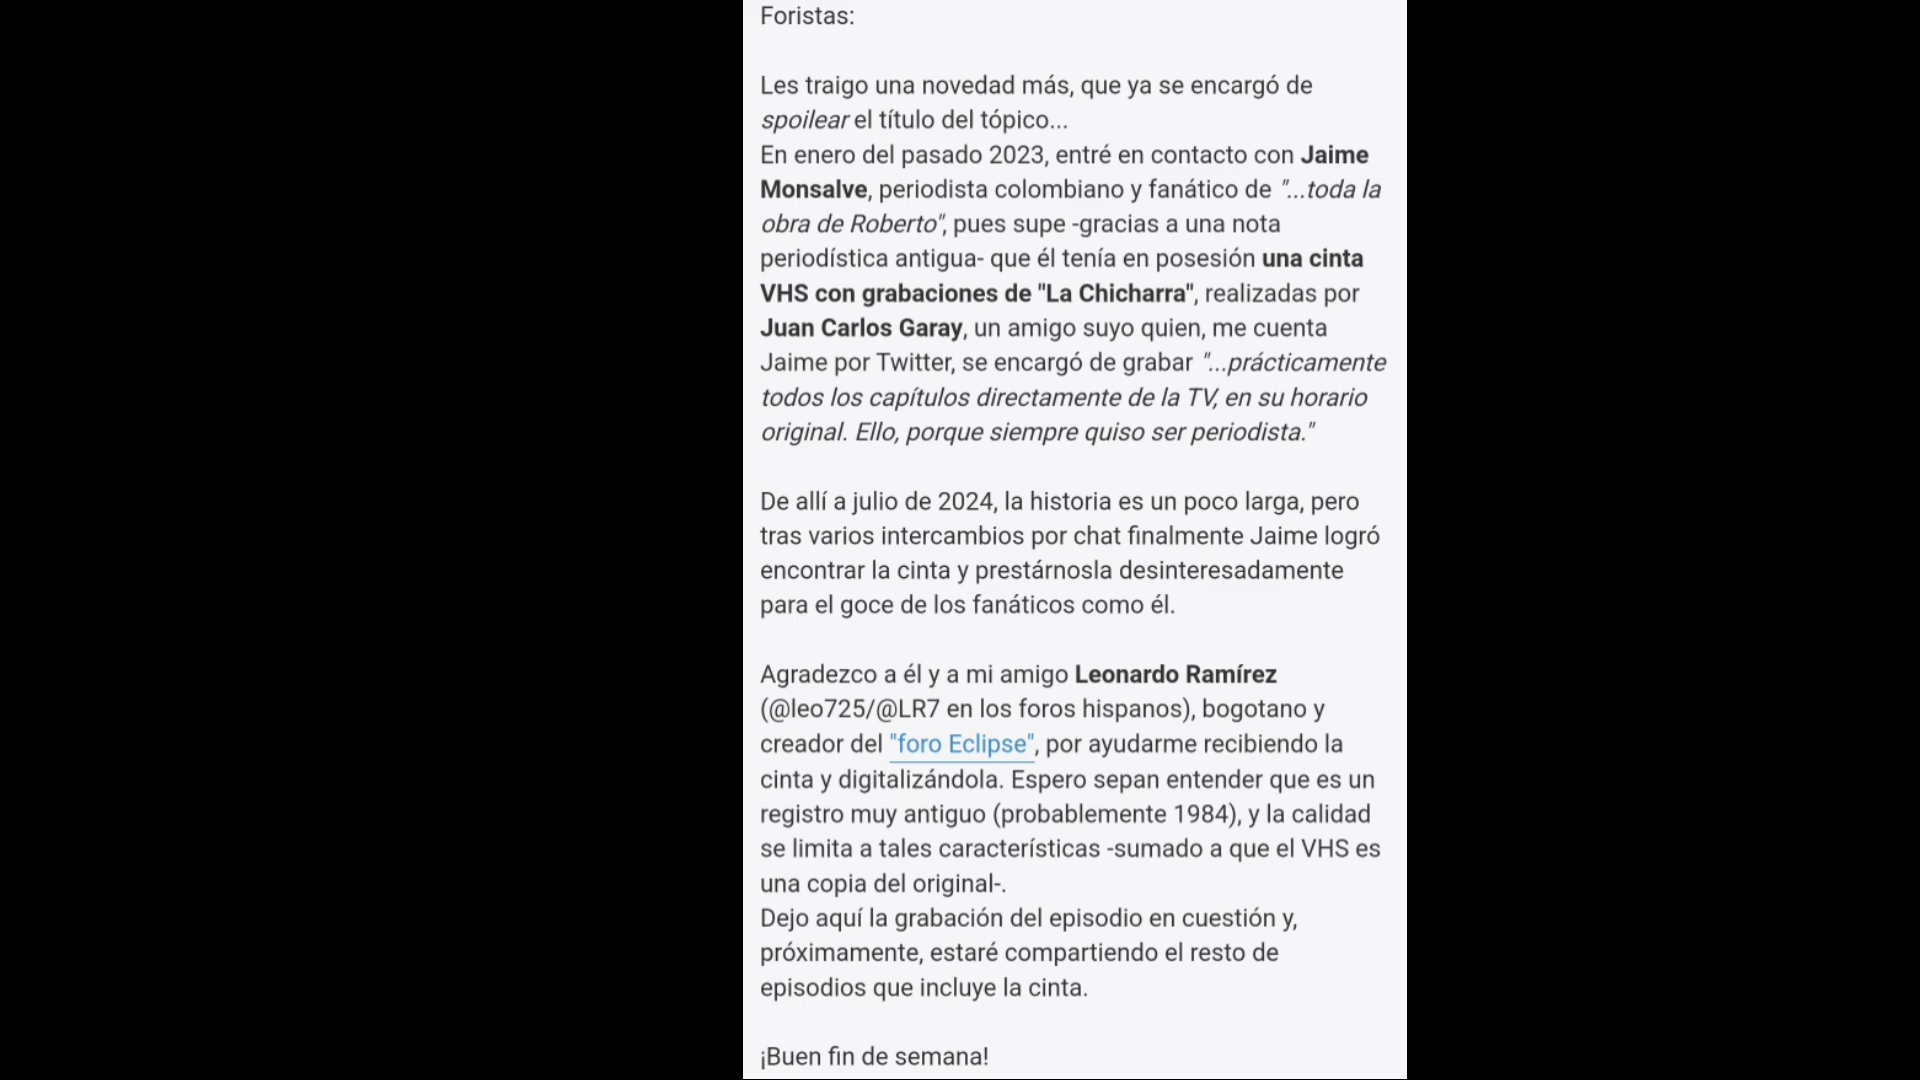 Foristas:
Les traigo una novedad más, que ya se encargó de
spoilear el título del tópico...
En enero del pasado 2023, entré en contacto con Jaime
Monsalve, periodista colombiano y fanático de "...toda la
obra de Roberto", pues supe -gracias a una nota
periodística antigua- que él tenía en posesión una cinta
VHS con grabaciones de "La Chicharra", realizadas por
Juan Carlos Garay, un amigo suyo quien, me cuenta
Jaime por Twitter, se encargó de grabar "...prácticamente
todos los capítulos directamente de la TV, en su horario
original. Ello, porque siempre quiso ser periodista."
De allí a julio de 2024, la historia es un poco larga, pero
tras varios intercambios por chat finalmente Jaime logró
encontrar la cinta y prestárnosla desinteresadamente
para el goce de los fanáticos como él.
Agradezco a él y a mi amigo Leonardo Ramírez
(@leo725/@LR7 en los foros hispanos), bogotano y
creador del "foro Eclipse", por ayudarme recibiendo la
cinta y digitalizándola. Espero sepan entender que es un
registro muy antiguo (probablemente 1984), y la calidad
se limita a tales características -sumado a que el VHS es
una copia del original-.
Dejo aquí la grabación del episodio en cuestión y,
próximamente, estaré compartiendo el resto de
episodios que incluye la cinta.
¡Buen fin de semana!